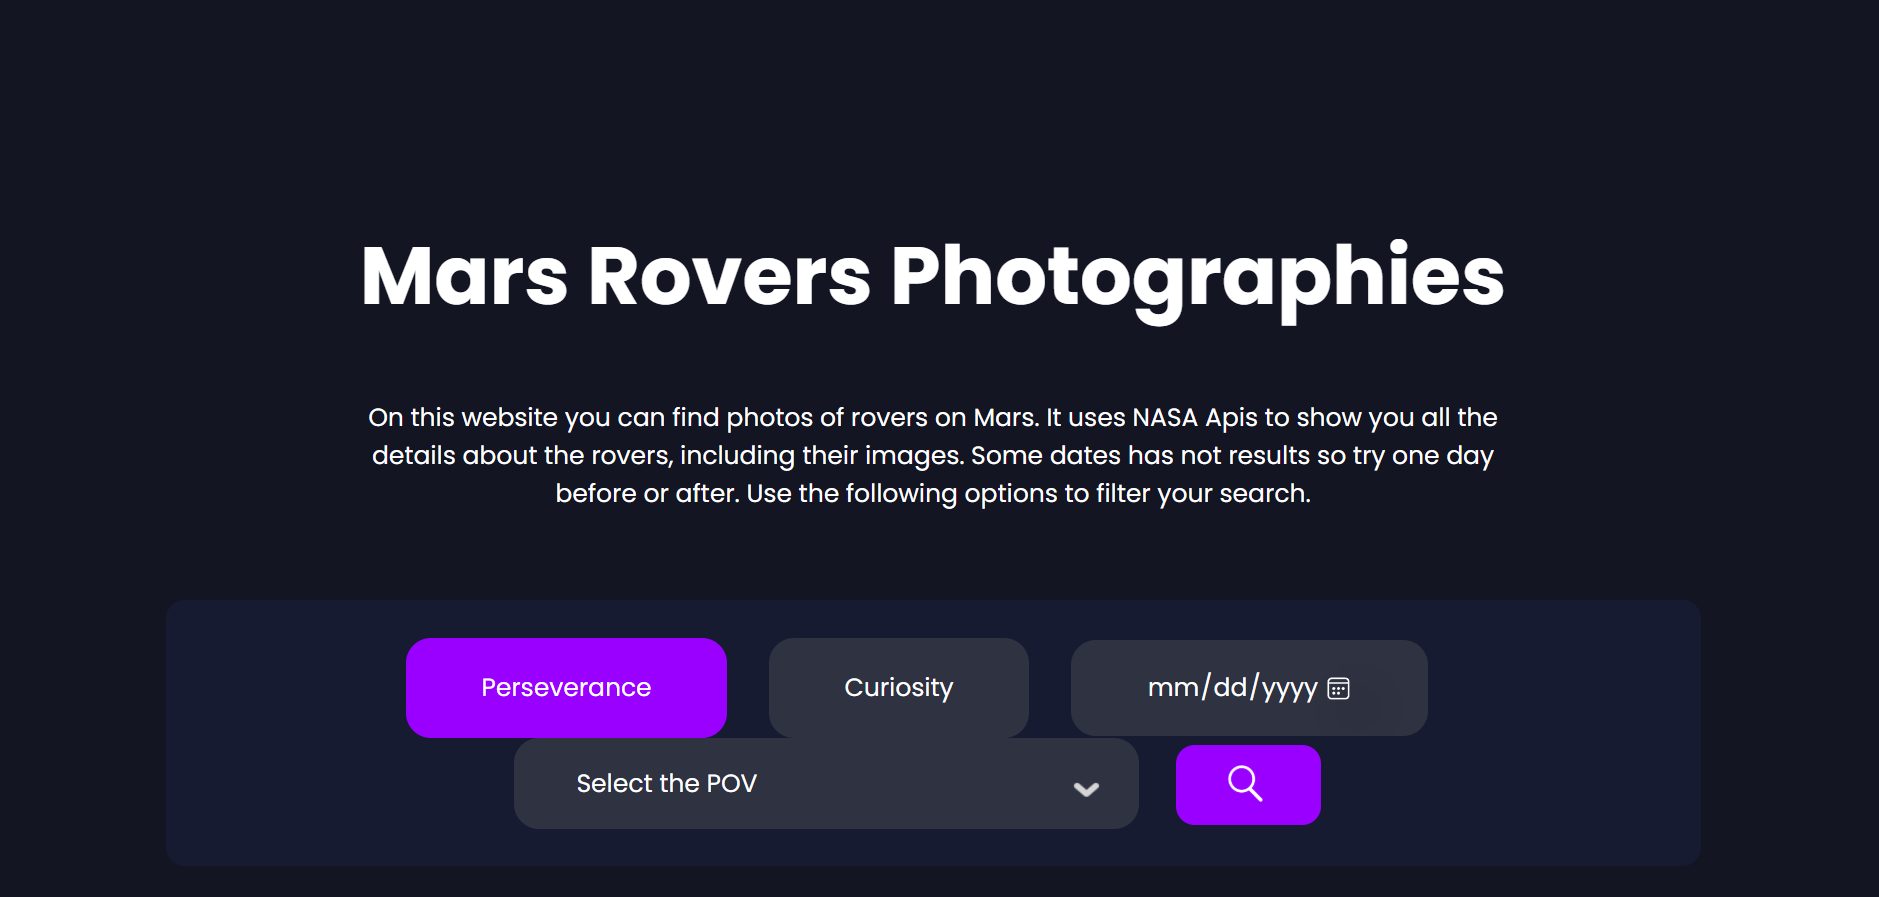 Mars Rovers Photographies
On this website you can find photos of rovers on Mars. It uses NASA Apis to show you all the
details about the rovers, including their images. Some dates has not results so try one day
before or after. Use the following options to filter your search.
Perseverance
Curiosity
mm/dd/yyyy
Select the POV